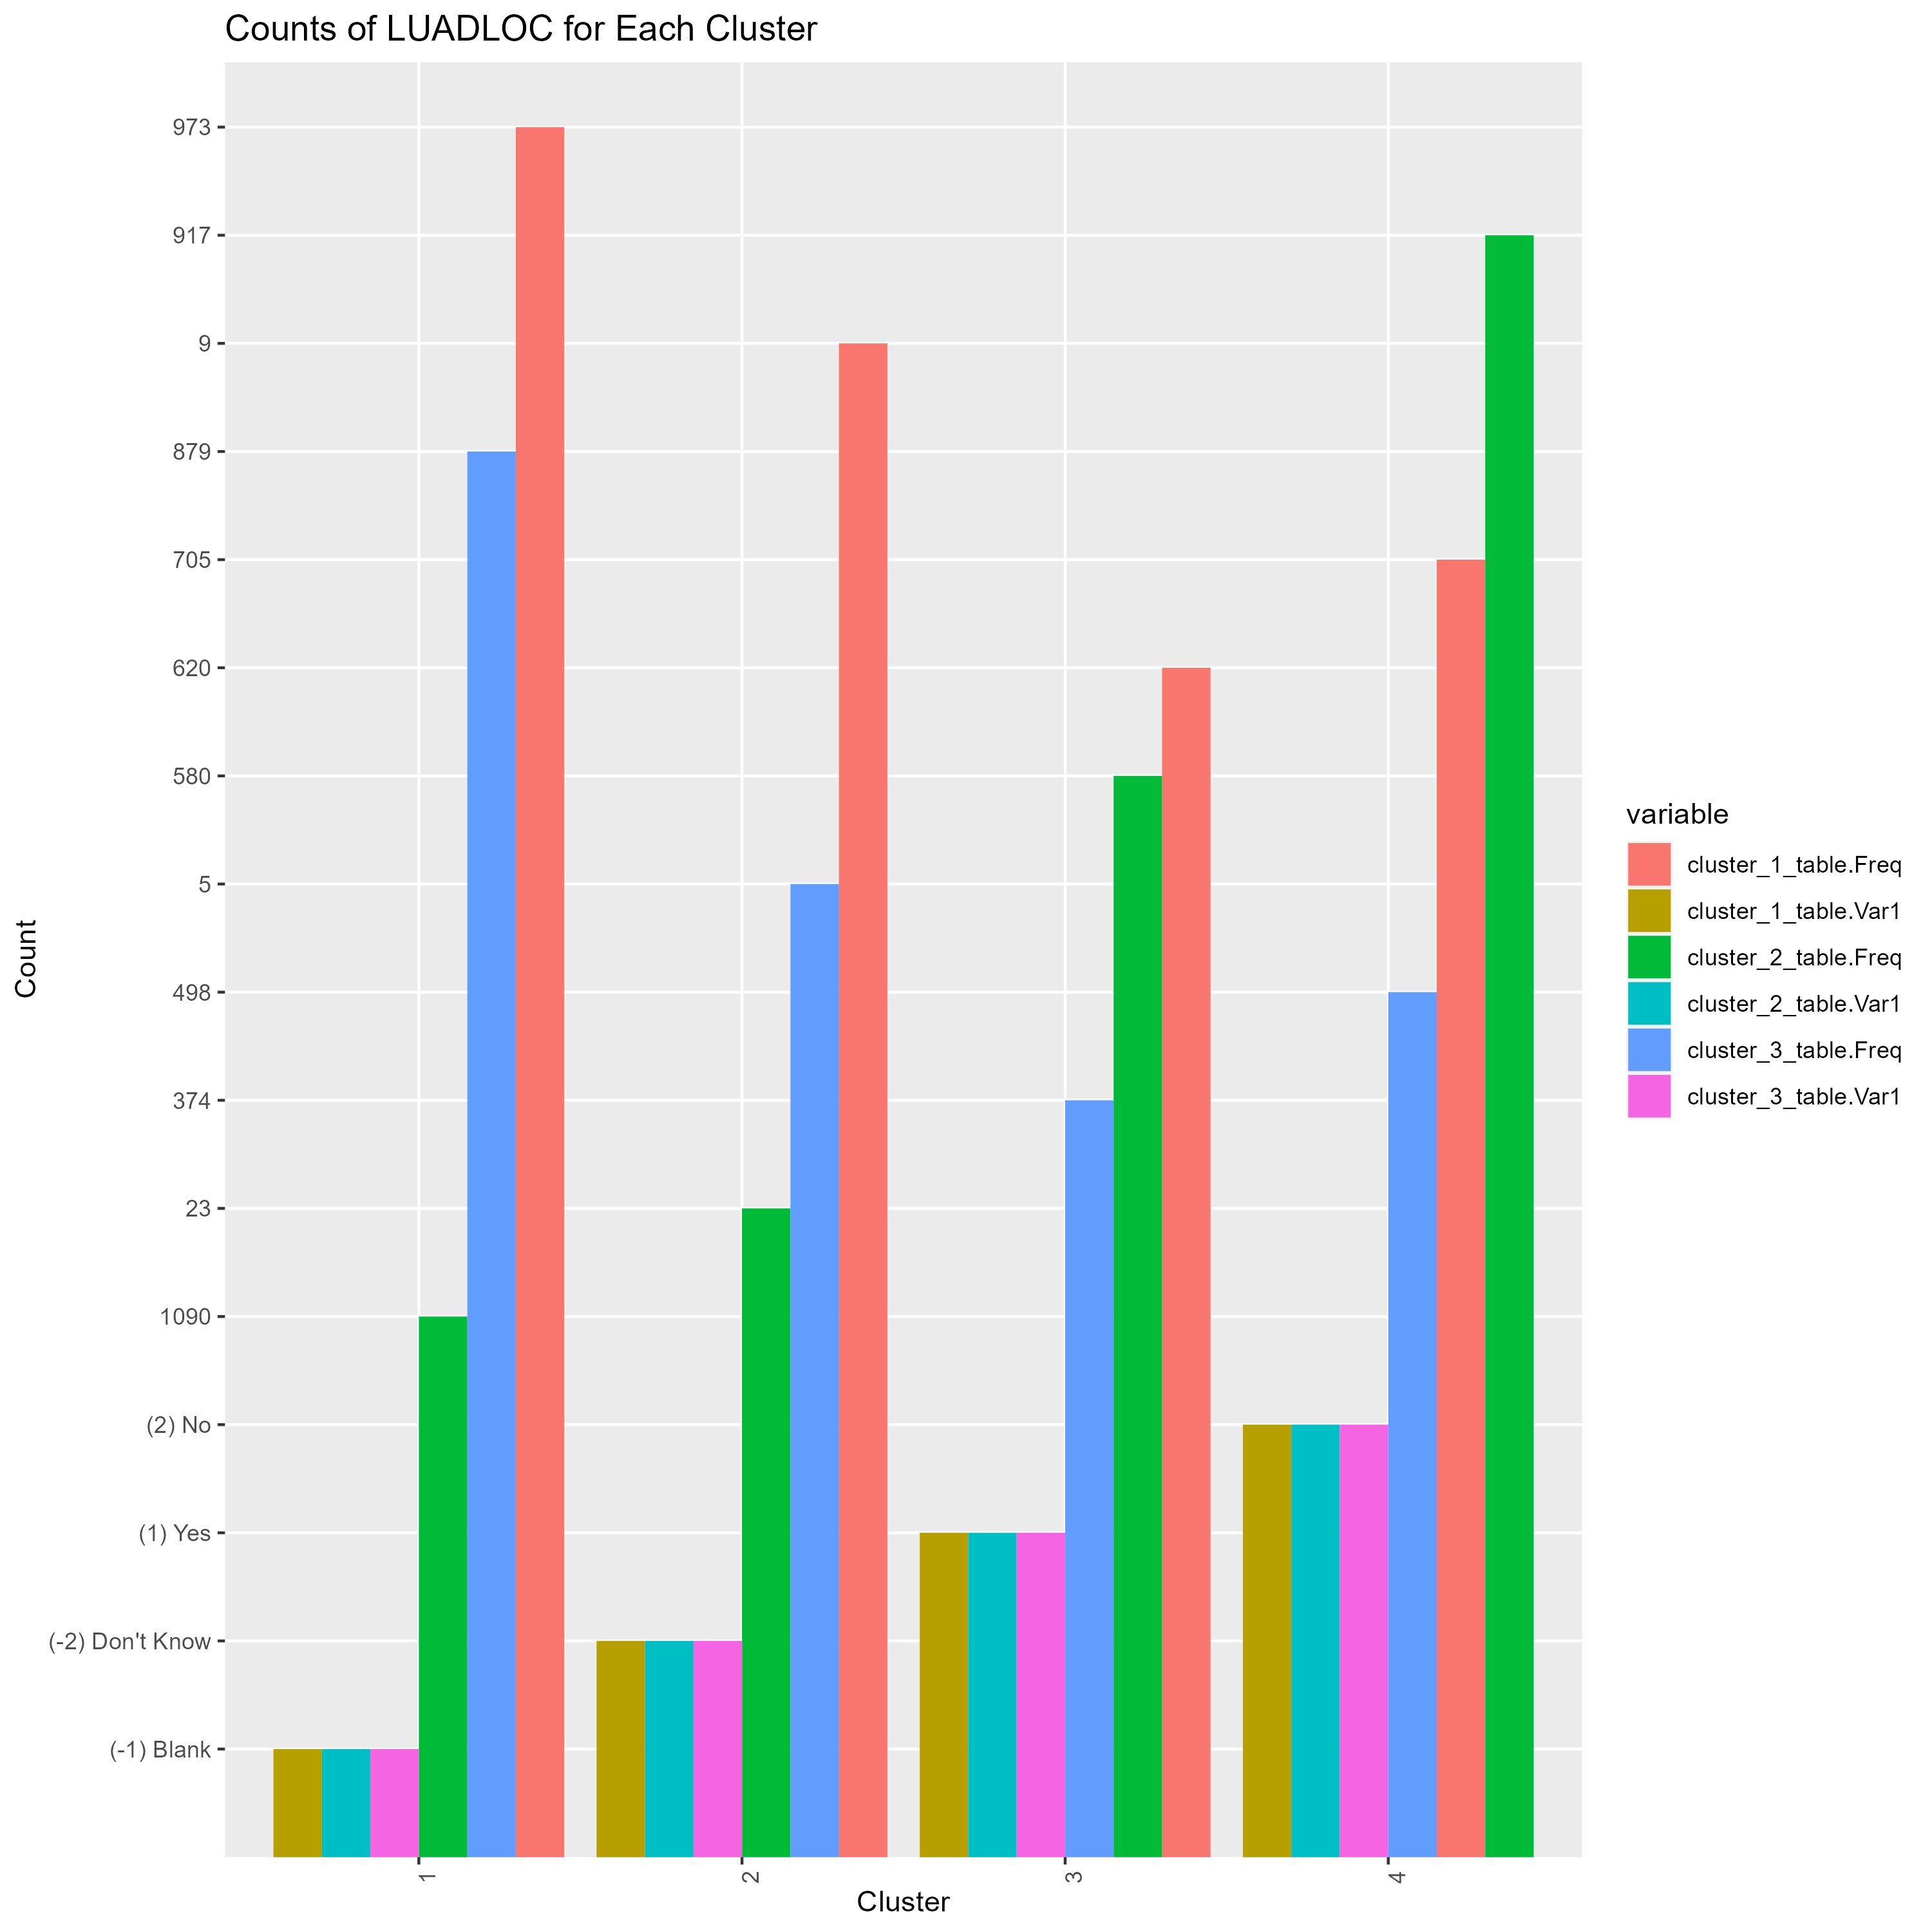 Counts of LUADLOC for Each Cluster
973
917
9
879
705
620
580
5
498
374
23
1090
(2) No
(1) Yes
(-2) Don't Know
(-1) Blank
Count
1
2
3
4
Cluster
variable
cluster_1_table.Freq
cluster_1_table.Var1
cluster_2_table.Freq
cluster_2_table.Var1
cluster_3_table.Freq
cluster_3_table.Var1